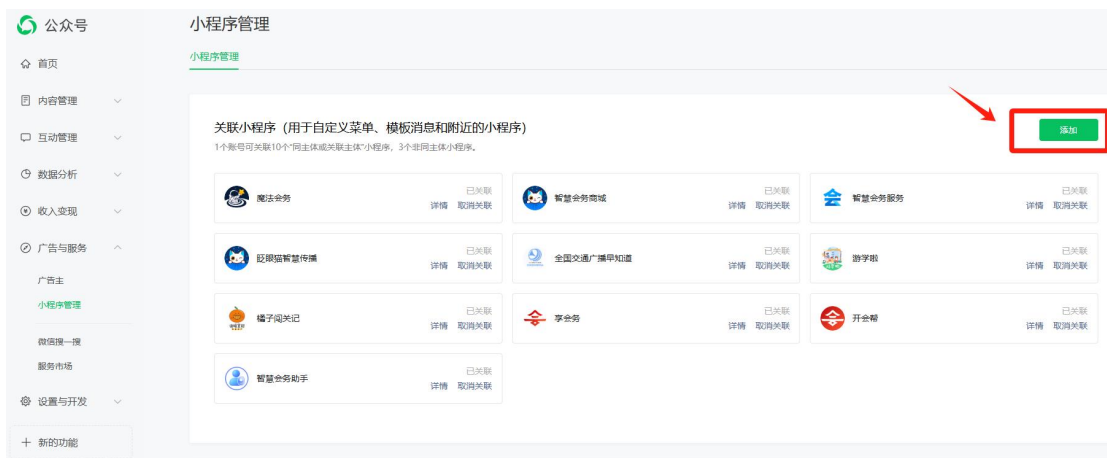 公众号
首页
内容管理
互动管理
数据分析
收入变现
广告与服务
广告主
小程序管理
微信搜一搜
服务市场
设置与开发
新的功能
小程序管理
小程序管理
关联小程序（用于自定义菜单、模板消息和附近的小程序）
添加
1个账号可关联10个“同主体或关联主体”小程序，3个非同主体小程序。
魔法会务 已关联
详情 取消关联
智慧会务商城 已关联
详情 取消关联
智慧会务服务 已关联
详情 取消关联
眨眼猫智慧传播 已关联
详情 取消关联
全国交通广播早知道 已关联
详情 取消关联
游学啦 已关联
详情 取消关联
橘子闯关记 已关联
详情 取消关联
享会务 已关联
详情 取消关联
开会帮 已关联
详情 取消关联
智慧会务助手 已关联
详情 取消关联